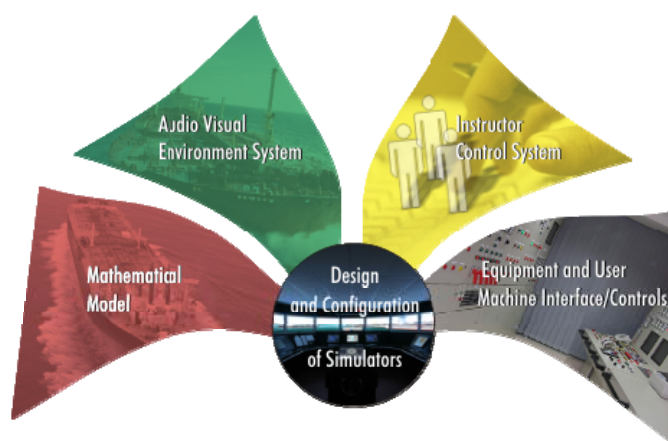 Audio Visual
Environment System
Instructor
Control System
Mathematical
Model
Design
and Configuration
of Simulators
Equipment and User
Machine Interface/Controls